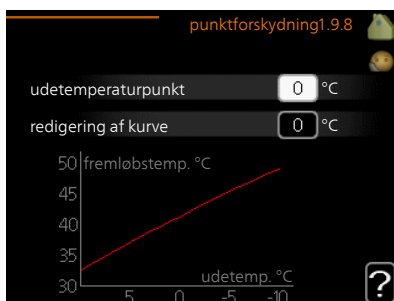 punktforskydning1.9.8
udetemperaturpunkt 0 °C
redigering af kurve 0 °C
50 fremløbstemp. °C
45
40
35
udetemp. °C
30
5 0 -5 -10
?